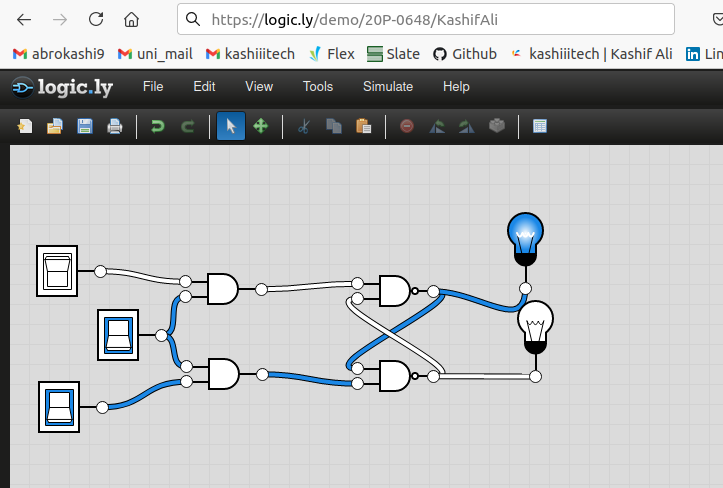 https://logic.ly/demo/20P-0648/KashifAli
abrokashi9 uni_mail kashiiitech Flex Slate Github kashiiitech | Kashif Ali Lin
logic.ly File Edit View Tools Simulate Help